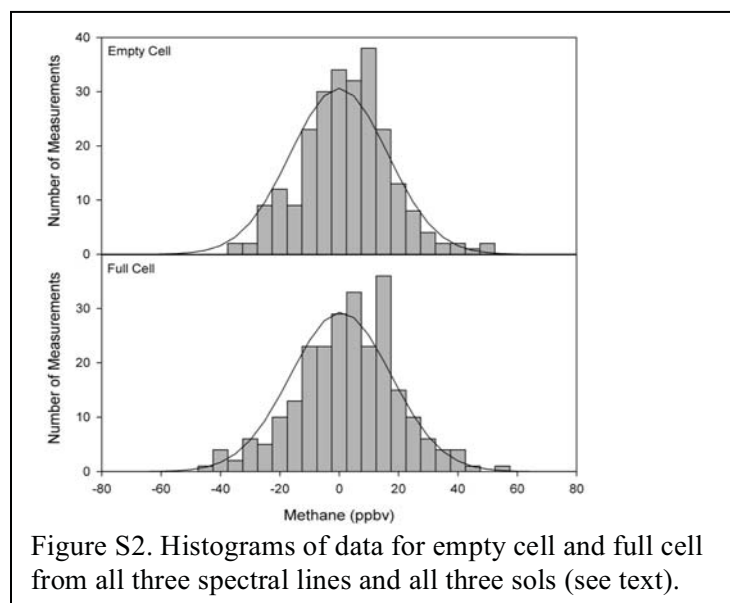 40
Empty Cell
30
20
10
0
Number of Measurements
Full Cell
30
20
10
0
Number of Measurements
-80 -60 -40 -20 0 20 40 60 80
Methane (ppbv)
Figure S2. Histograms of data for empty cell and full cell
from all three spectral lines and all three sols (see text).